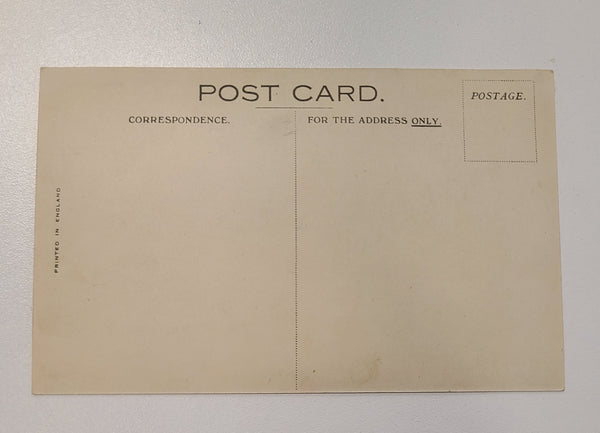 POST CARD.
POSTAGE.
CORRESPONDENCE.
FOR THE ADDRESS ONLY.
PRINTED IN ENGLAND